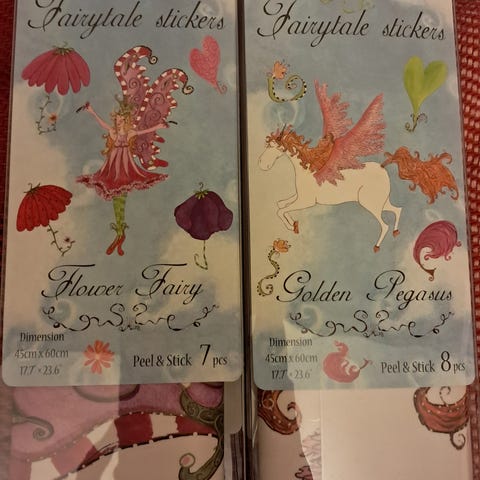 Fairytale stickers
Flower Fairy
Dimension
45cm x 60cm
17.7" x 23.6"
Peel & Stick 7 pcs
Fairytale stickers
Golden Pegasus
Dimension
45cm x 60cm
17.7" x 23.6"
Peel & Stick 8 pcs